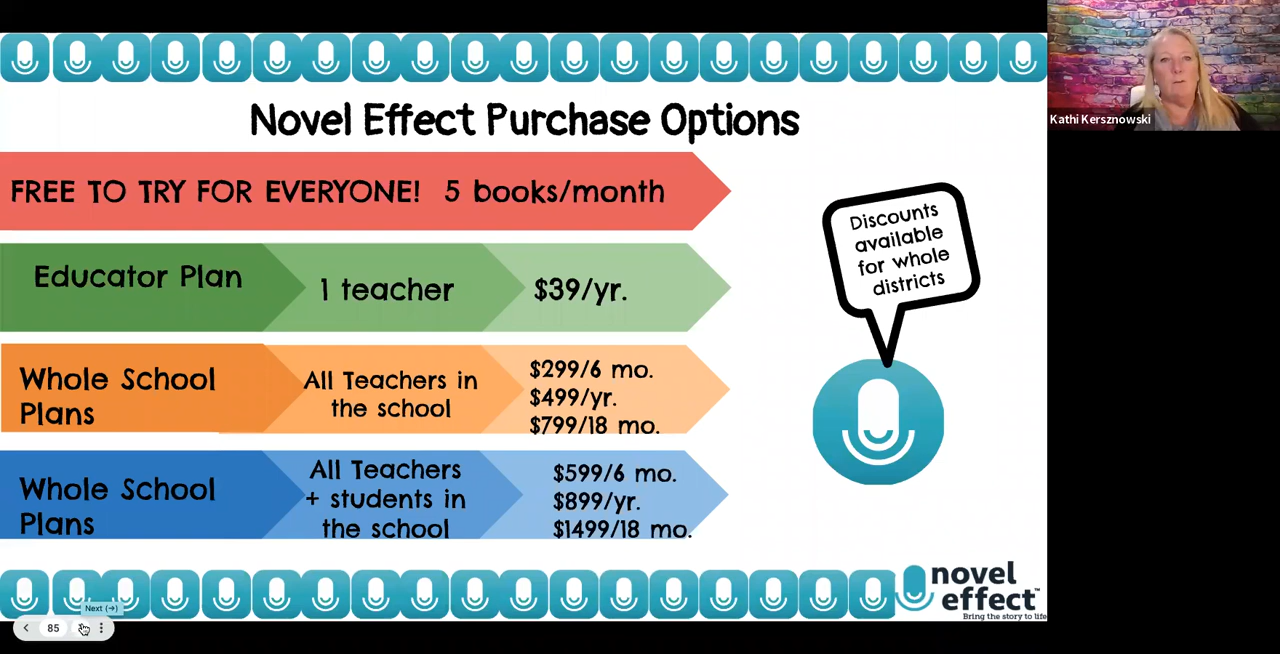 Novel Effect Purchase Options
FREE TO TRY FOR EVERYONE! 5 books/month
Educator Plan
1 teacher
$39/yr.
Whole School
Plans
All Teachers in
the school
$299/6 mo.
$499/yr.
$799/18 mo.
Whole School
Plans
All Teachers
+ students in
the school
$599/6 mo.
$899/yr.
$1499/18 mo.
Discounts
available
for whole
districts
novel
effect™
Bring the story to life
Next (→)
85
Kathi Kersznowski